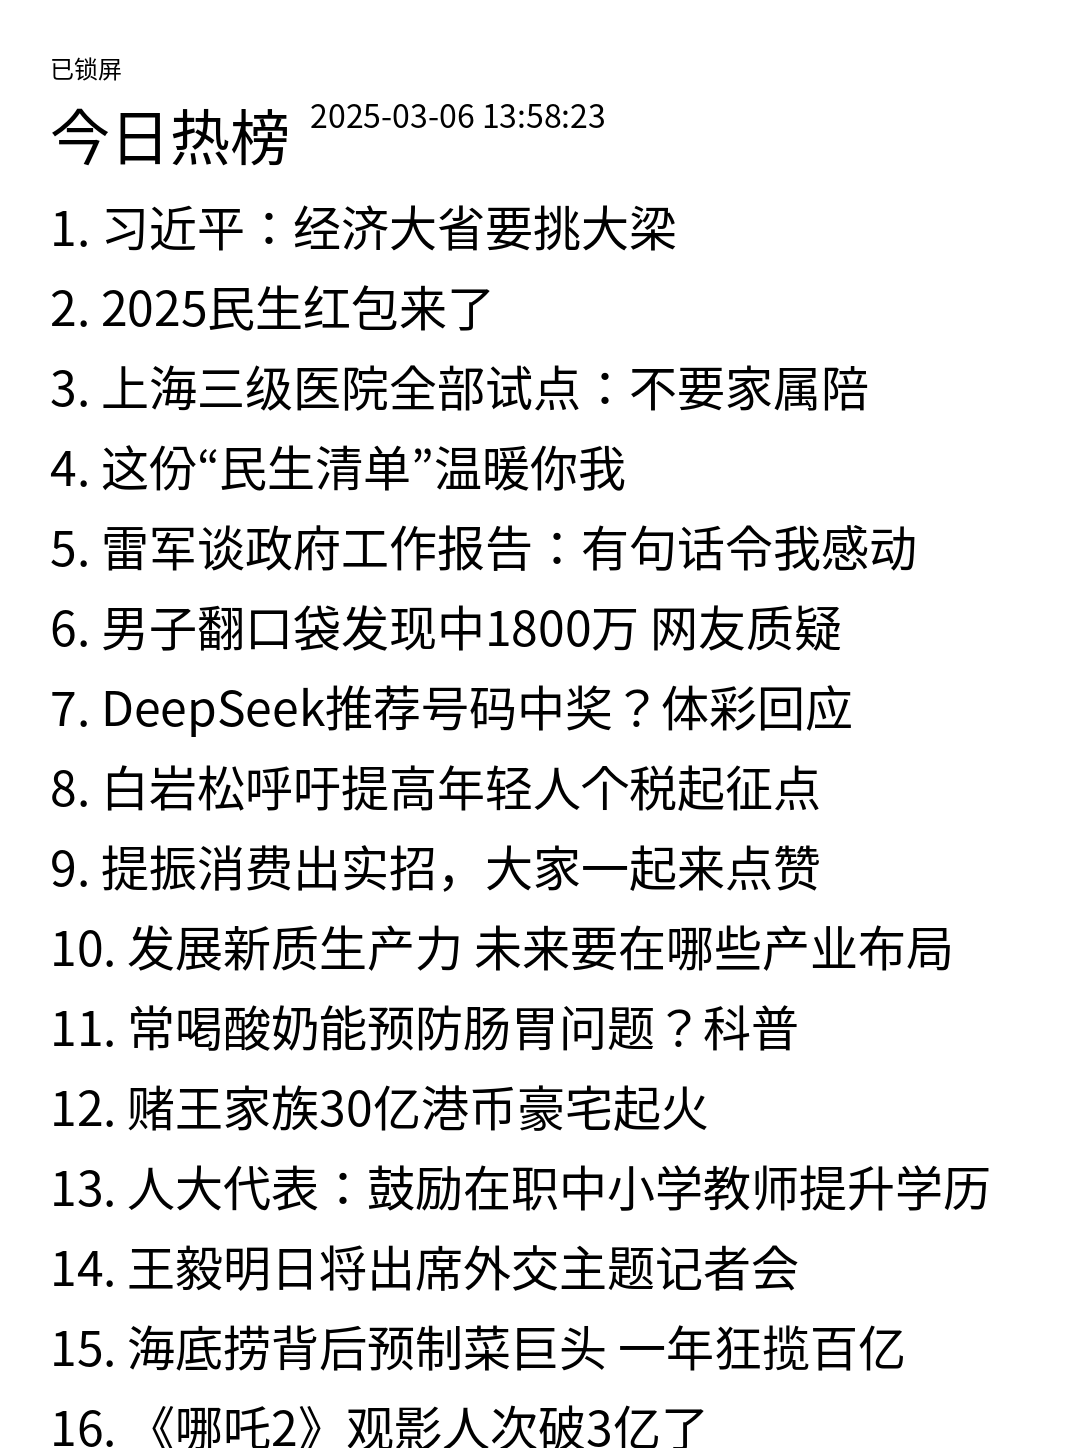 已锁屏
今日热榜 2025-03-06 13:58:23
1. 习近平：经济大省要挑大梁
2. 2025民生红包来了
3. 上海三级医院全部试点：不要家属陪
4. 这份“民生清单”温暖你我
5. 雷军谈政府工作报告：有句话令我感动
6. 男子翻口袋发现中1800万 网友质疑
7. DeepSeek推荐号码中奖？体彩回应
8. 白岩松呼吁提高年轻人个税起征点
9. 提振消费出实招，大家一起来点赞
10. 发展新质生产力 未来要在哪些产业布局
11. 常喝酸奶能预防肠胃问题？科普
12. 赌王家族30亿港币豪宅起火
13. 人大代表：鼓励在职中小学教师提升学历
14. 王毅明日将出席外交主题记者会
15. 海底捞背后预制菜巨头 一年狂揽百亿
16. 《哪吒2》观影人次破3亿了